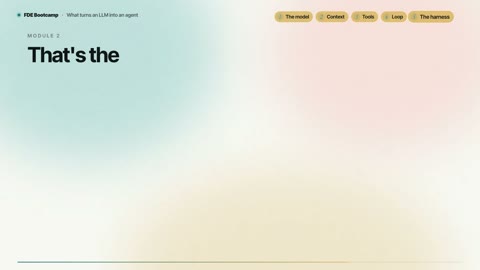 FDE Bootcamp / What turns an LLM into an agent
The model Context Tools Loop The harness
MODULE 2
That's the